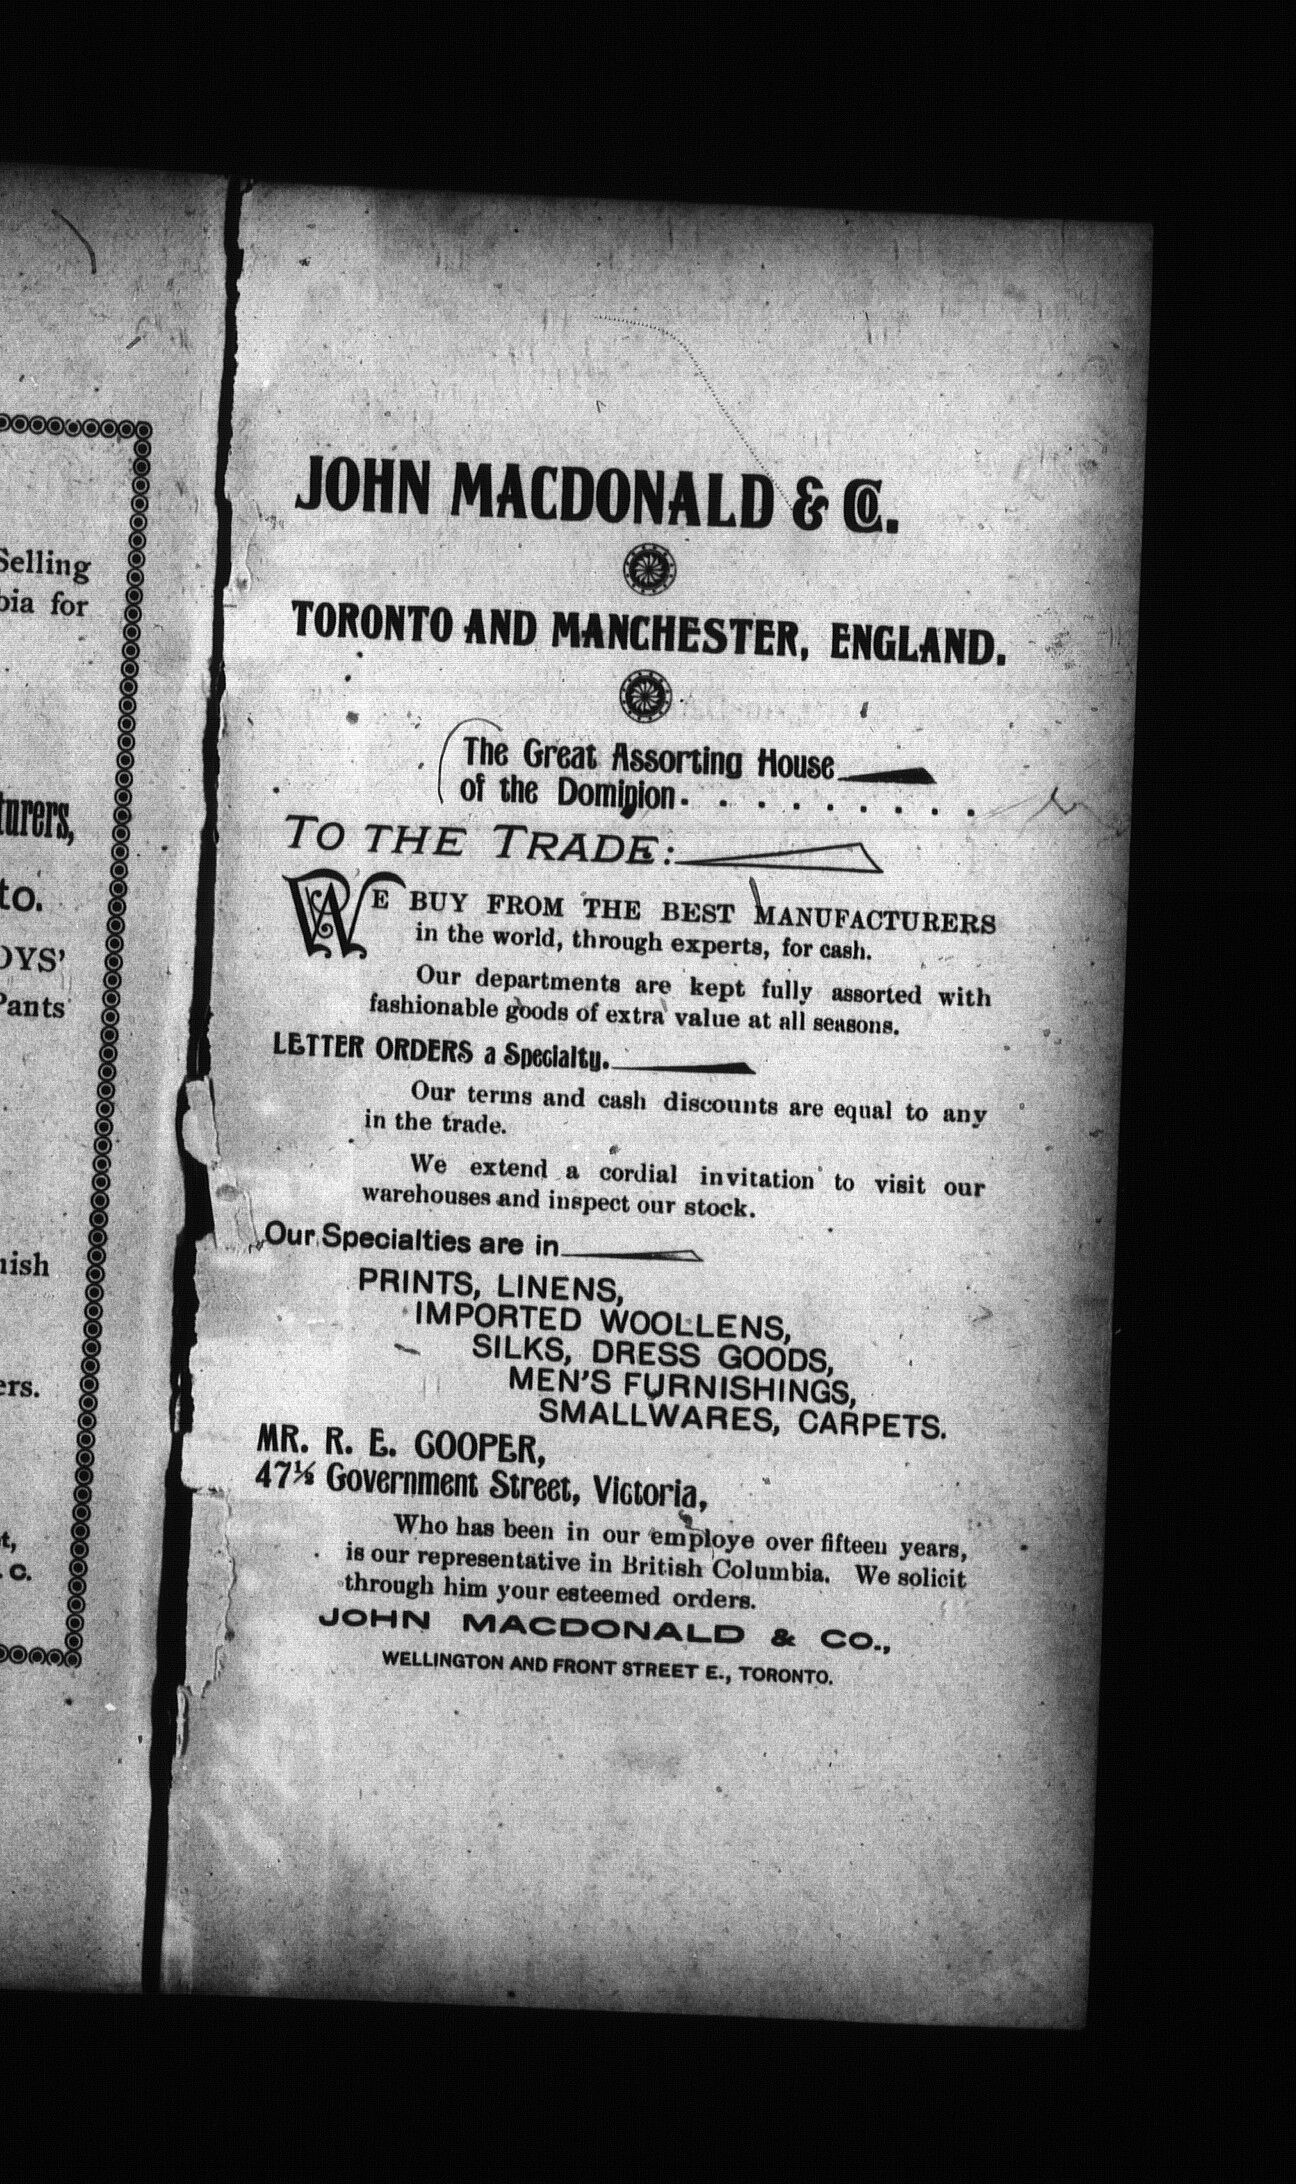 Selling
for
turers,
to.
OYS'
Pants
nish
ers.
t,
C.
JOHN MACDONALD & CO.
TORONTO AND MANCHESTER, ENGLAND.
The Great Assorting House
of the Dominion. . . . . . . . .
TO THE TRADE:
WE BUY FROM THE BEST MANUFACTURERS
in the world, through experts, for cash.
Our departments are kept fully assorted with
fashionable goods of extra value at all seasons.
LETTER ORDERS a Specialty.
Our terms and cash discounts are equal to any
in the trade.
We extend a cordial invitation to visit our
warehouses and inspect our stock.
Our Specialties are in
PRINTS, LINENS,
IMPORTED WOOLLENS,
SILKS, DRESS GOODS,
MEN'S FURNISHINGS,
SMALLWARES, CARPETS.
MR. R. E. COOPER,
47½ Government Street, Victoria,
Who has been in our employe over fifteen years,
is our representative in British Columbia. We solicit
through him your esteemed orders.
JOHN MACDONALD & CO.,
WELLINGTON AND FRONT STREET E., TORONTO.